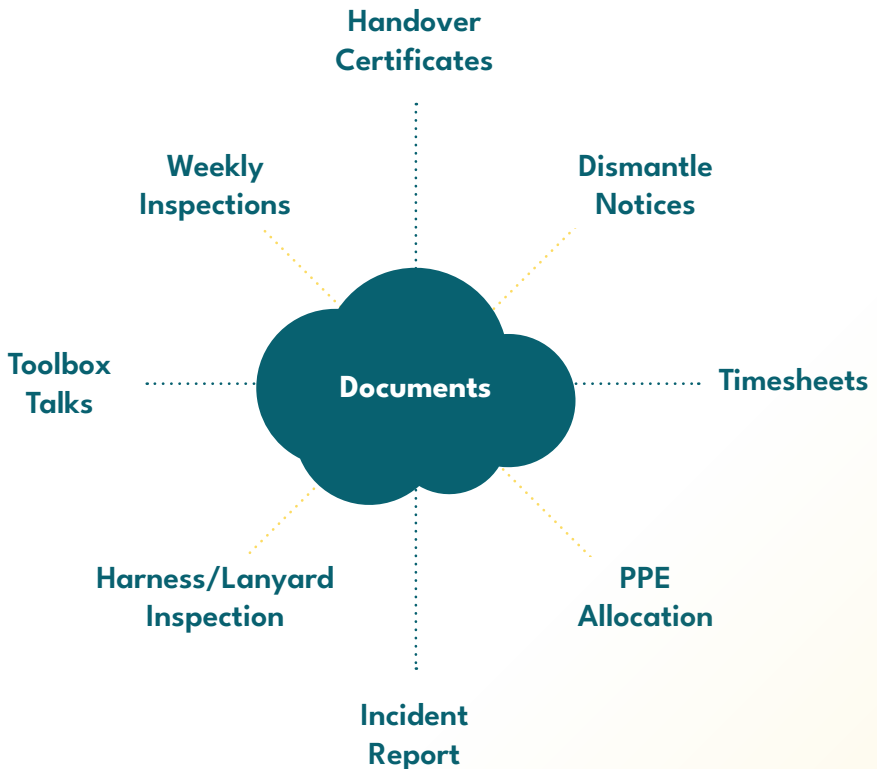 Handover
Certificates
Weekly
Inspections
Dismantle
Notices
Toolbox
Talks
Documents
Timesheets
Harness/Lanyard
Inspection
PPE
Allocation
Incident
Report